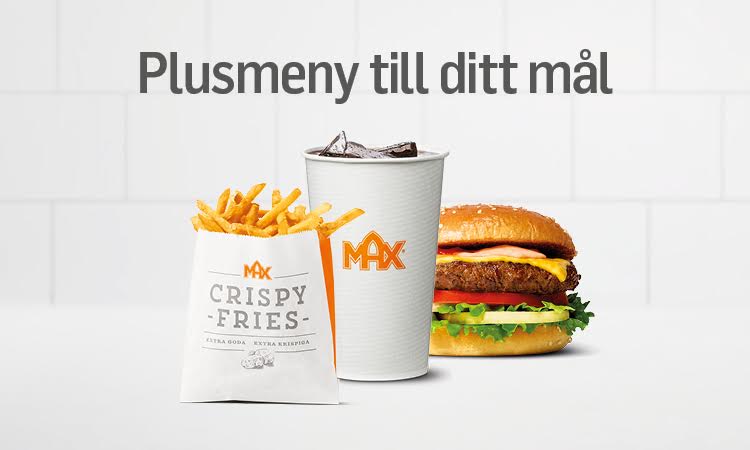 Plusmeny till ditt mål
MAX
MAX
CRISPY
-FRIES-
EXTRA GODA EXTRA KRISPIGA